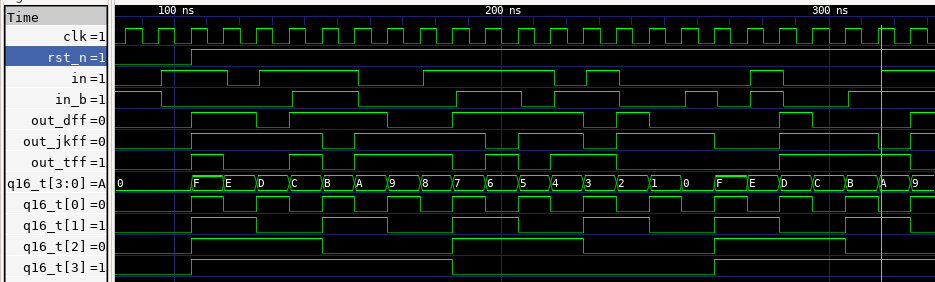 Time 100 ns 200 ns 300 ns
clk=1
rst_n=1
in=1
in_b=1
out_dff=0
out_jkff=0
out_tff=1
q16_t[3:0]=A 0 F E D C B A 9 8 7 6 5 4 3 2 1 0 F E D C B A 9
q16_t[0]=0
q16_t[1]=1
q16_t[2]=0
q16_t[3]=1